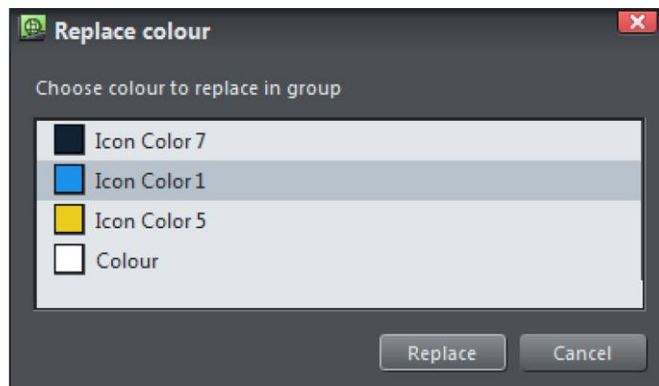 Replace colour
Choose colour to replace in group
Icon Color 7
Icon Color 1
Icon Color 5
Colour
Replace Cancel